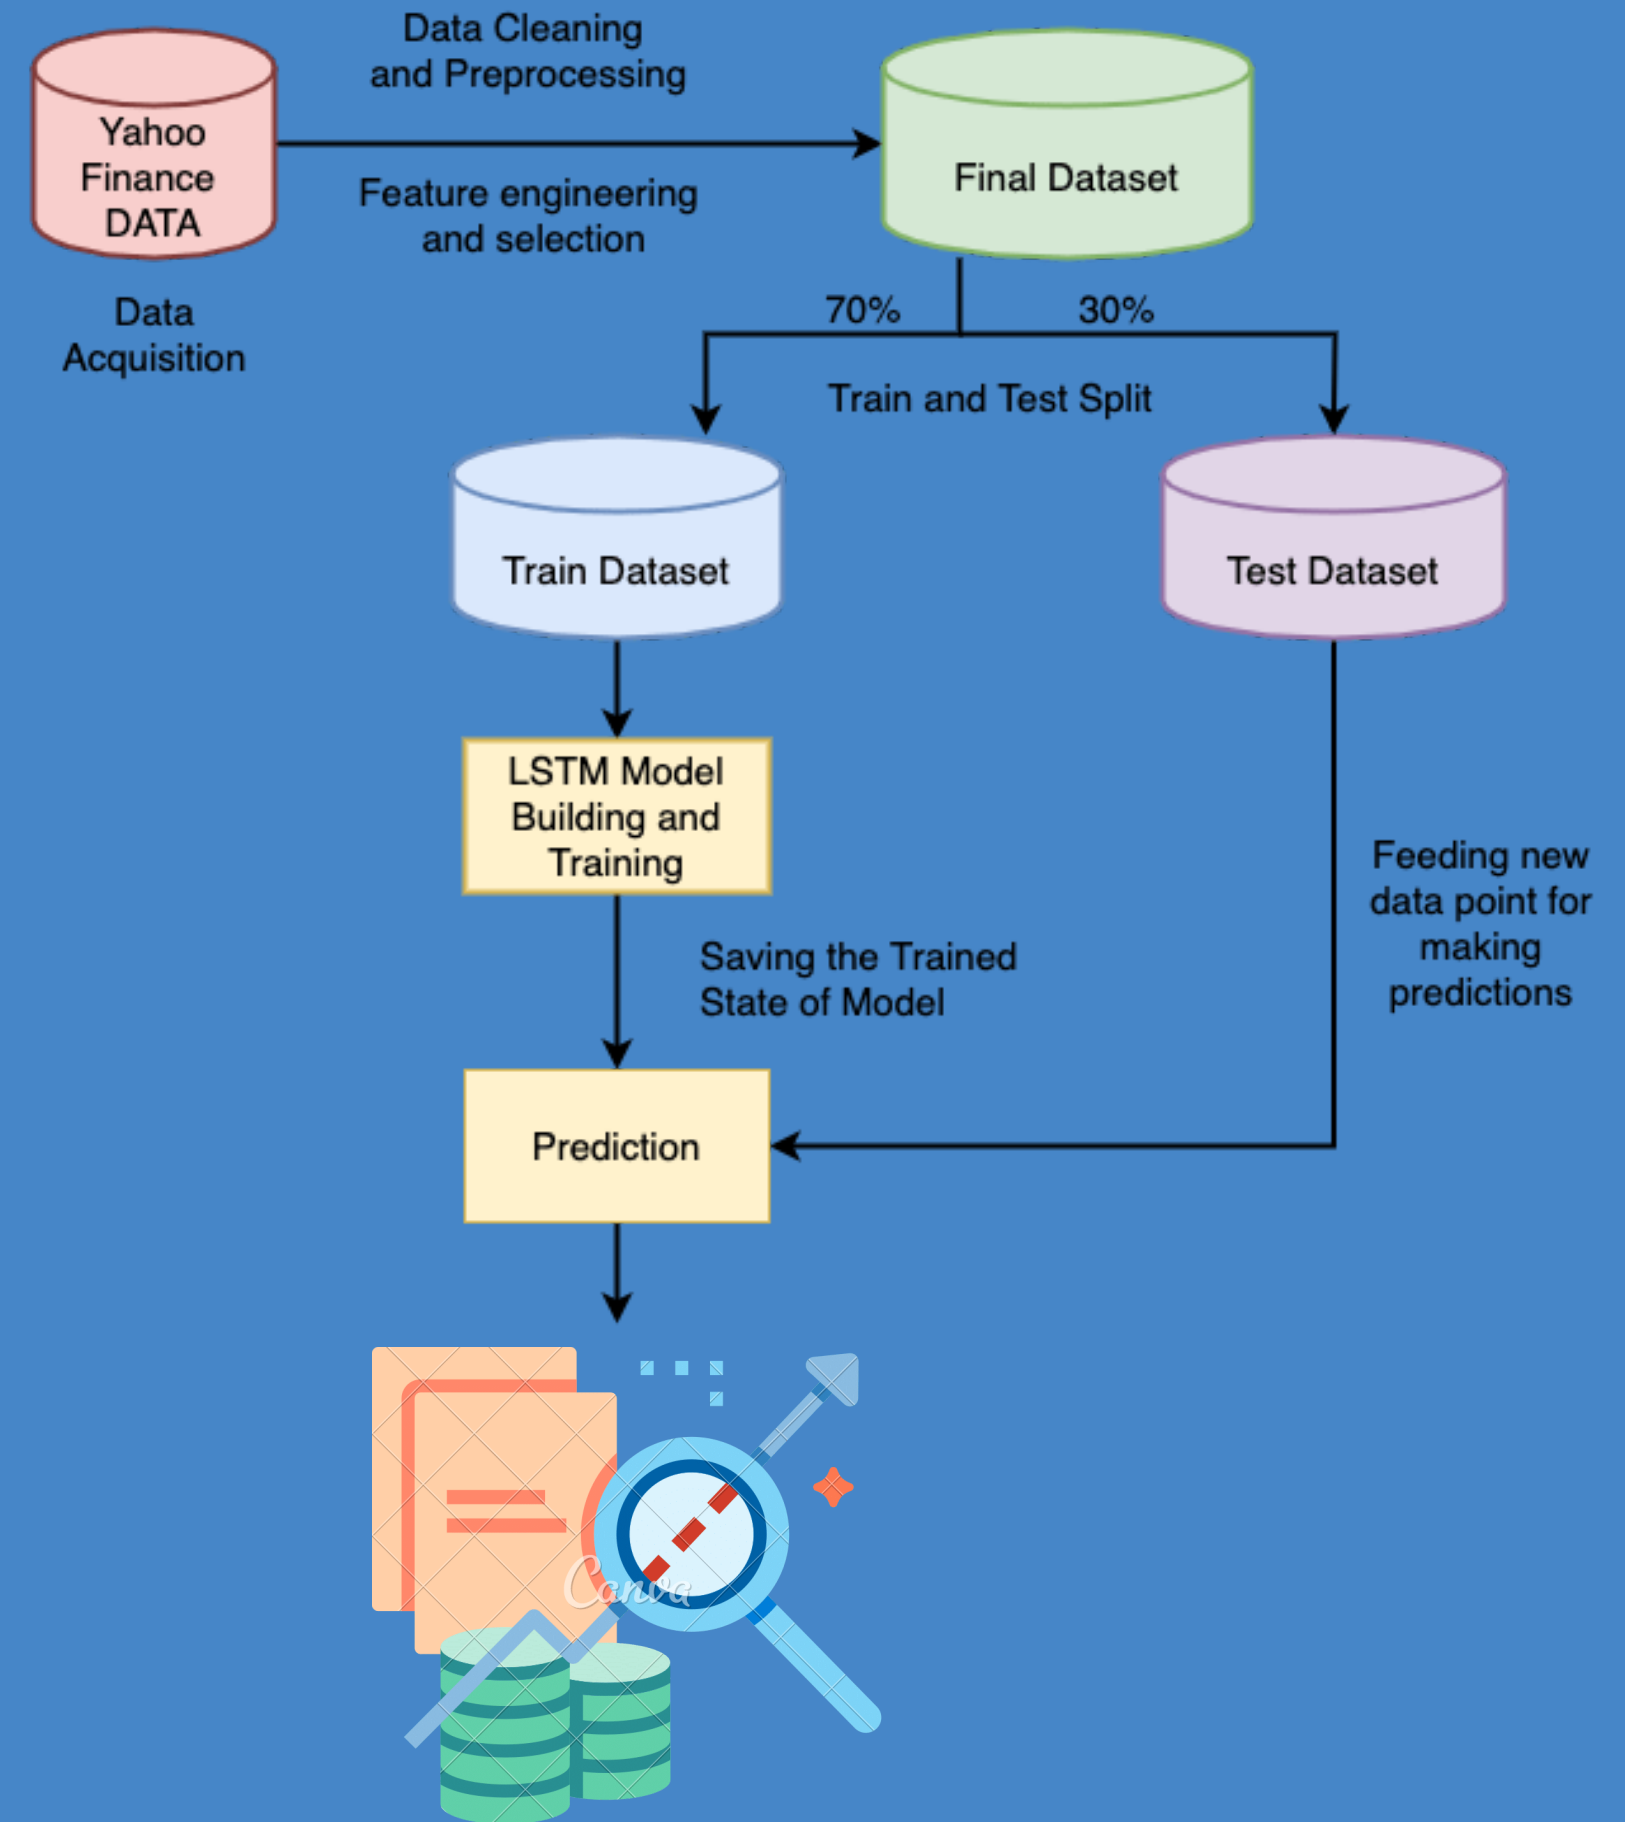 Data Cleaning
and Preprocessing
Yahoo
Finance
DATA
Feature engineering
and selection
Final Dataset
Data
Acquisition
70%
30%
Train and Test Split
Train Dataset
Test Dataset
LSTM Model
Building and
Training
Feeding new
data point for
making
predictions
Saving the Trained
State of Model
Prediction
Canva